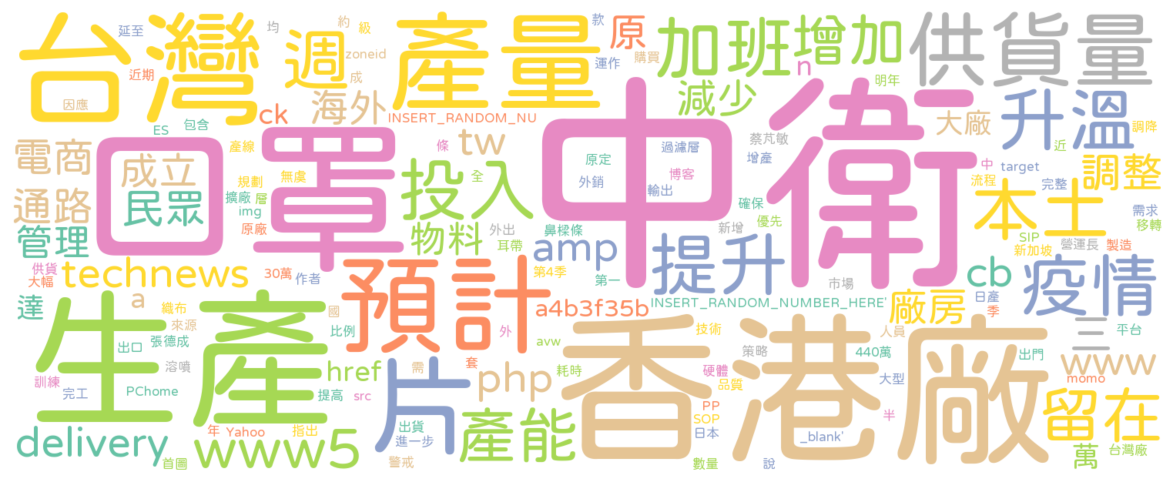 延至
均
約
級
款
台灣
週
zoneid
產量
原
運作
購買
加班
增加
供貨量
近期
成
n
明年
因應
海外
減少
大廠
升溫
調降
ck
INSERT_RANDOM_NU
ES
包含
口罩
中衛
tw
條
蔡芃敏
近
電商
成立
產線
原定
過濾層
增產
中
target
調整
通路
民眾
規劃
無虞
投入
全
外銷
輸出
博客
流程
完整
擴廠
層
img
確保
本土
需求
移轉
管理
原廠
物料
外出
耳帶
鼻樑條
新增
優先
SIP
新加坡
營運長
製造
amp
提升
供貨
大幅
technews
30萬
作者
第4季
第一
市場
cb
疫情
達
a
織布
預計
a4b3f35b
INSERT_RANDOM_NUMBER_HERE'
廠房
日產
季
生產
來源
國
比例
外
技術
人員
三
平台
出口
張德成
avw
香港廠
策略
440萬
出門
溶噴
訓練
完工
PChome
href
提高
src
片
需
套
php
耗時
硬體
品質
大型
www
momo
年
Yahoo
指出
出貨
進一步
產能
PP
SOP
日本
半
留在
delivery
www5
首圖
警戒
數量
_blank'
說
萬
台灣廠